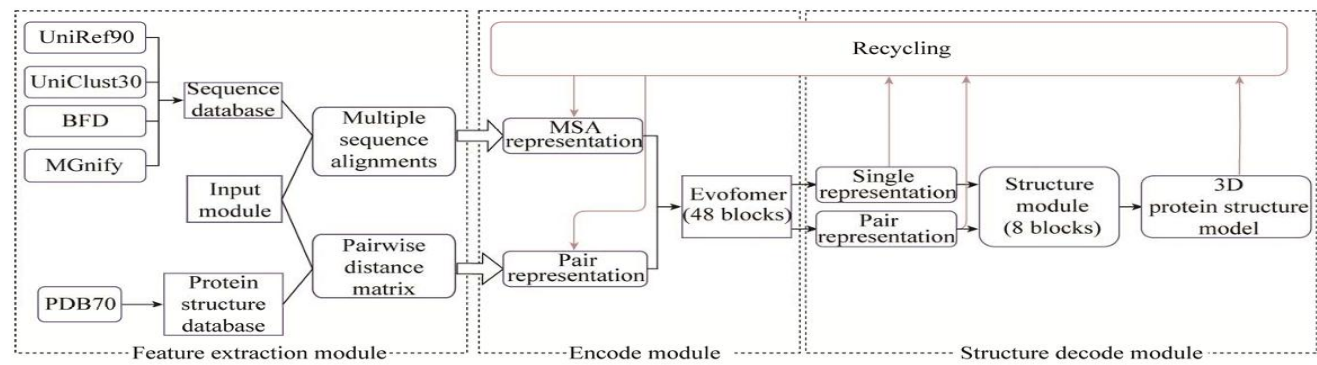 UniRef90
UniClust30
BFD
MGnify
Sequence
database
Input
module
PDB70
Protein
structure
database
Multiple
sequence
alignments
Pairwise
distance
matrix
Feature extraction module
Recycling
MSA
representation
Pair
representation
Evofomer
(48 blocks)
Encode module
Single
representation
Pair
representation
Structure
module
(8 blocks)
3D
protein structure
model
Structure decode module